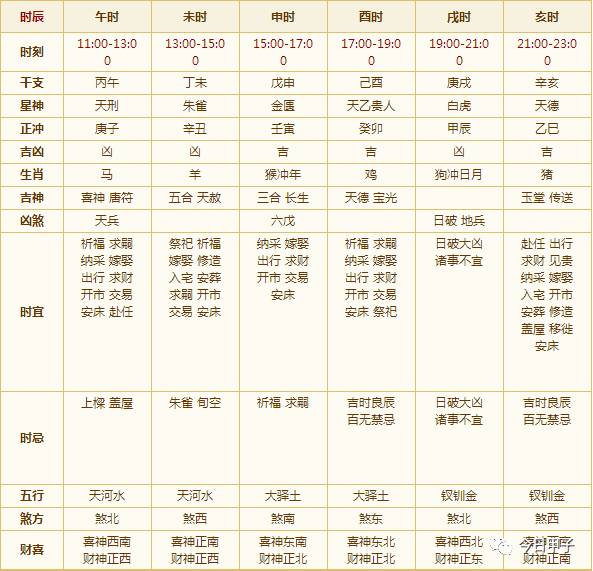 时辰 午时 未时 申时 酉时 戌时 亥时
时刻 11:00-13:00 13:00-15:00 15:00-17:00 17:00-19:00 19:00-21:00 21:00-23:00
干支 丙午 丁未 戊申 己酉 庚戌 辛亥
星神 天刑 朱雀 金匮 天乙贵人 白虎 天德
正冲 庚子 辛丑 壬寅 癸卯 甲辰 乙巳
吉凶 凶 凶 吉 吉 凶 吉
生肖 马 羊 猴冲年 鸡 狗冲日月 猪
吉神 喜神 唐符 五合 天赦 三合 长生 天德 宝光 玉堂 传送
凶煞 天兵 六戊 日破 地兵
时宜
祈福 求嗣 祭祀 祈福 纳采 嫁娶 祈福 求嗣 日破大凶 赴任 出行
纳采 嫁娶 嫁娶 修造 出行 求财 纳采 嫁娶 诸事不宜 求财 见贵
出行 求财 入宅 安葬 开市 交易 出行 求财 纳采 嫁娶
开市 交易 求嗣 开市 安床 开市 交易 入宅 开市
安床 赴任 交易 安床 安床 祭祀 安葬 修造
盖屋 移徙
安床
时忌
上樑 盖屋 朱雀 旬空 祈福 求嗣 吉时良辰 日破大凶 吉时良辰
百无禁忌 诸事不宜 百无禁忌
五行 天河水 天河水 大驿土 大驿土 钗钏金 钗钏金
煞方 煞北 煞西 煞南 煞东 煞北 煞西
财喜
喜神西南 喜神正南 喜神东南 喜神东北 喜神西北
财神正西 财神正西 财神正北 财神正北 财神正东 财神正南
今日甲子